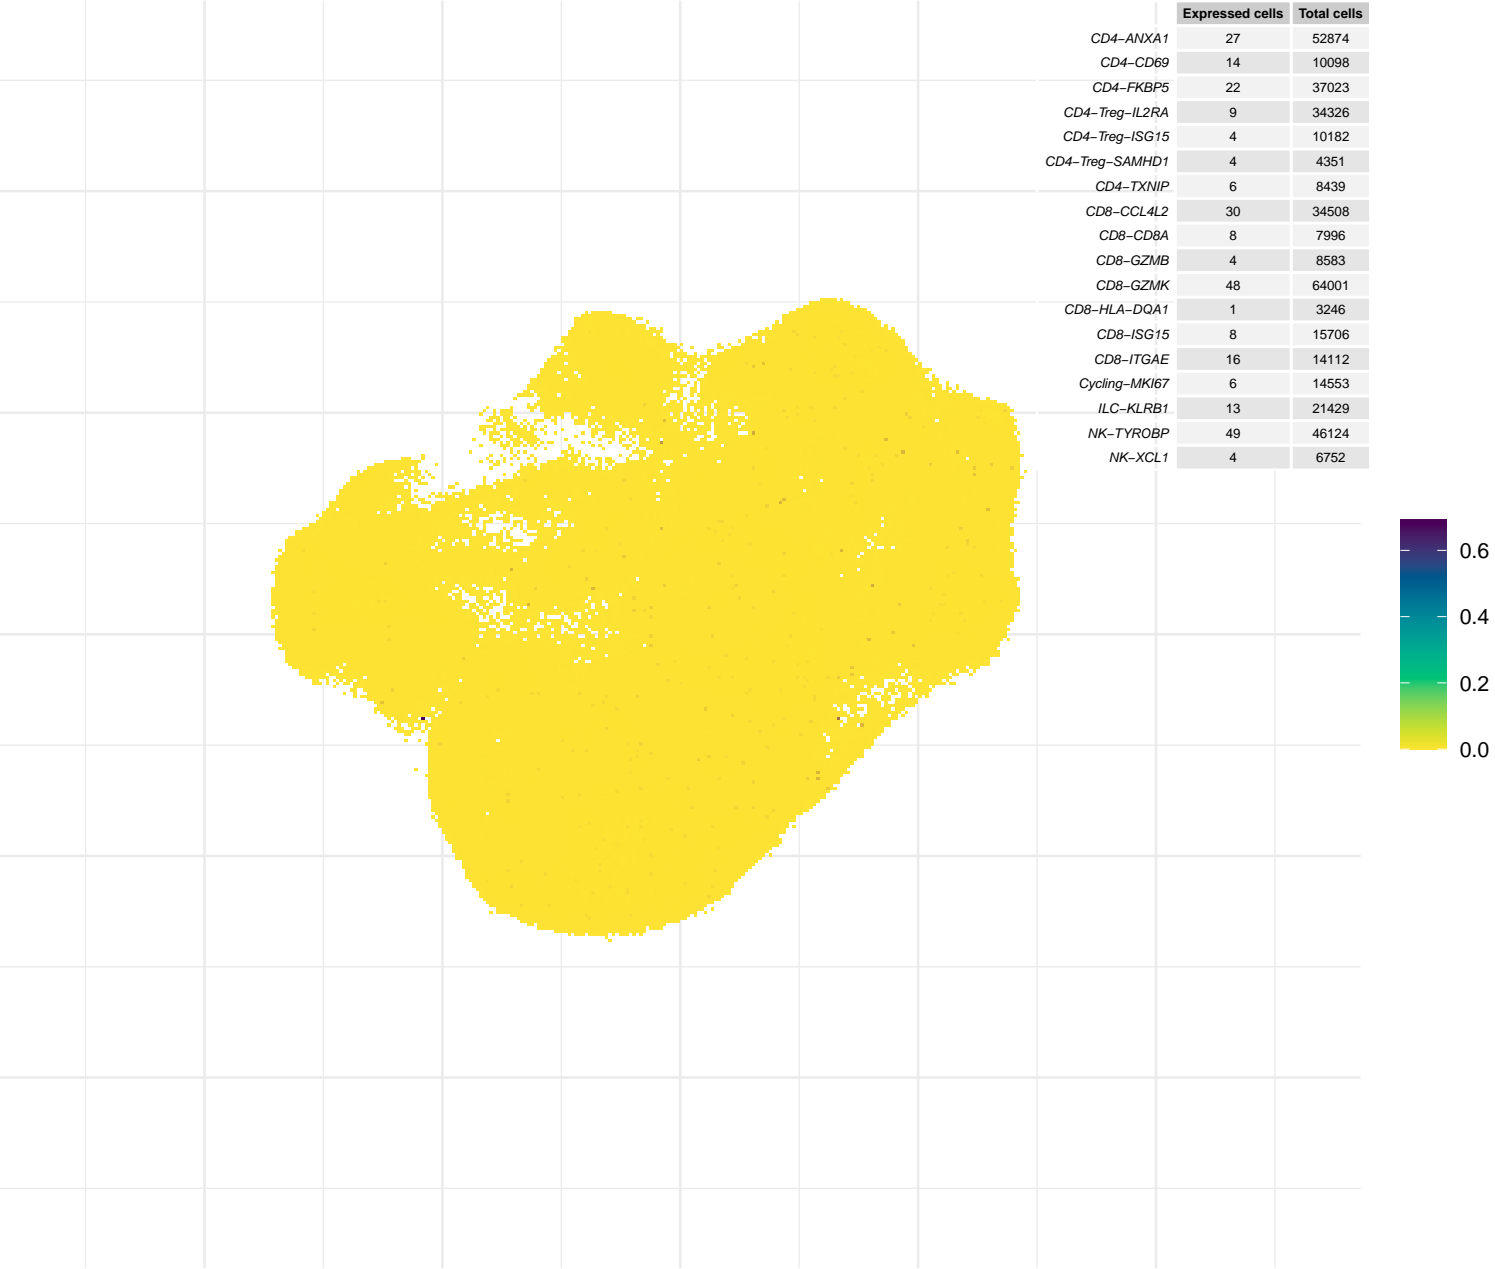 Expressed cells Total cells
CD4−ANXA1 27 52874
CD4−CD69 14 10098
CD4−FKBP5 22 37023
CD4−Treg−IL2RA 9 34326
CD4−Treg−ISG15 4 10182
CD4−Treg−SAMHD1 4 4351
CD4−TXNIP 6 8439
CD8−CCL4L2 30 34508
CD8−CD8A 8 7996
CD8−GZMB 4 8583
CD8−GZMK 48 64001
CD8−HLA−DQA1 1 3246
CD8−ISG15 8 15706
CD8−ITGAE 16 14112
Cycling−MKI67 6 14553
ILC−KLRB1 13 21429
NK−TYROBP 49 46124
NK−XCL1 4 6752
0.6
0.4
0.2
0.0